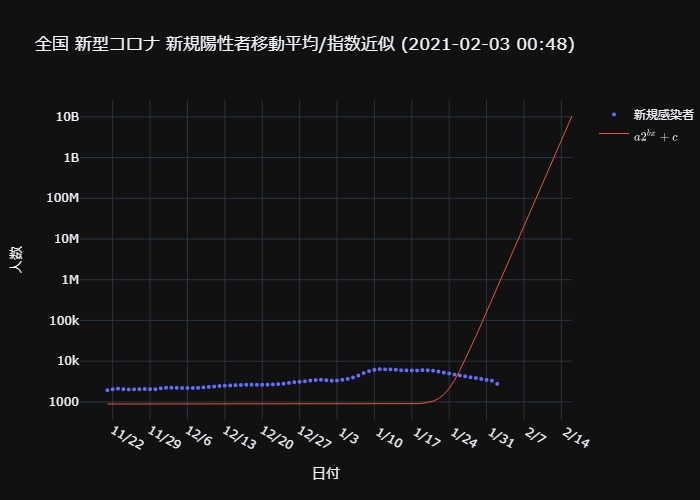 全国 新型コロナ 新規陽性者移動平均/指数近似 (2021-02-03 00:48)
新規感染者
a2^{bx} + c
10B
1B
100M
10M
1M
100k
10k
1000
人数
11/22
11/29
12/6
12/13
12/20
12/27
1/3
1/10
1/17
1/24
1/31
2/7
2/14
日付